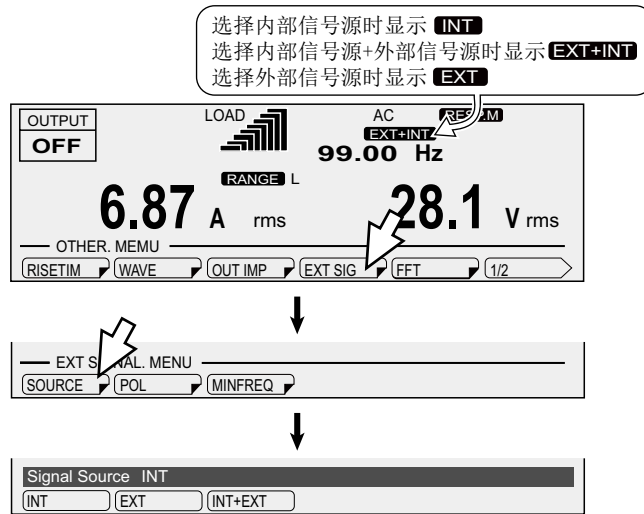 选择内部信号源时显示 INT
选择内部信号源+外部信号源时显示 EXT+INT
选择外部信号源时显示 EXT
OUTPUT
OFF
LOAD
AC
EXT+INT
99.00 Hz
RANGE L
6.87 A rms
28.1 V rms
OTHER. MEMU
RISETIM WAVE OUT IMP EXT SIG FFT 1/2
EXT NAL. MENU
SOURCE POL MINFREQ
Signal Source INT
INT EXT INT+EXT